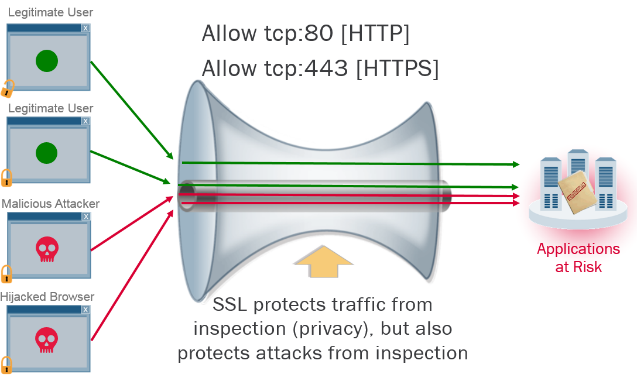 Legitimate User
Allow tcp:80 [HTTP]
Allow tcp:443 [HTTPS]
Legitimate User
Malicious Attacker
Applications
at Risk
Hijacked Browser
SSL protects traffic from
inspection (privacy), but also
protects attacks from inspection